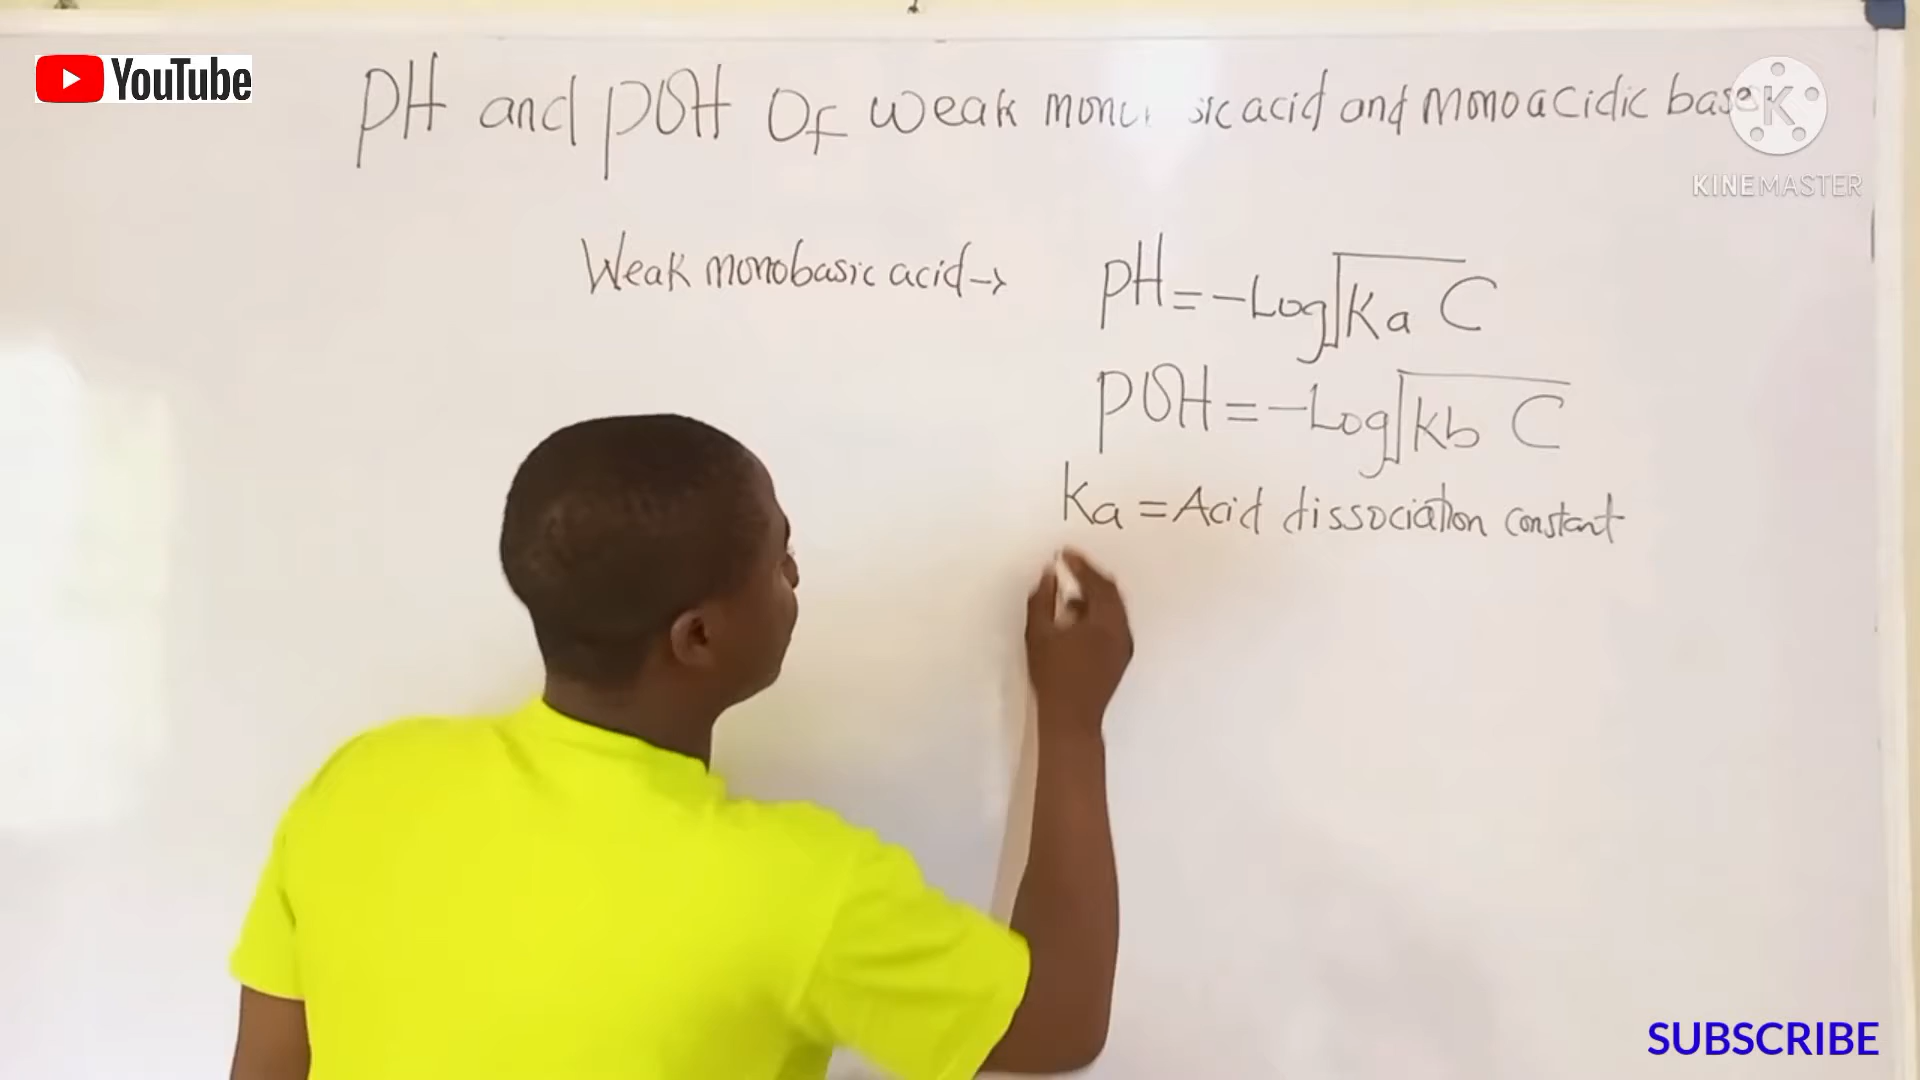 YouTube
pH and pOH Of weak acid and monoacidic base
KINEMASTER
Weak monobasic acid→ pH = -Log√Ka C
pOH = -Log√kb C
Ka = Acid dissociation constant
SUBSCRIBE